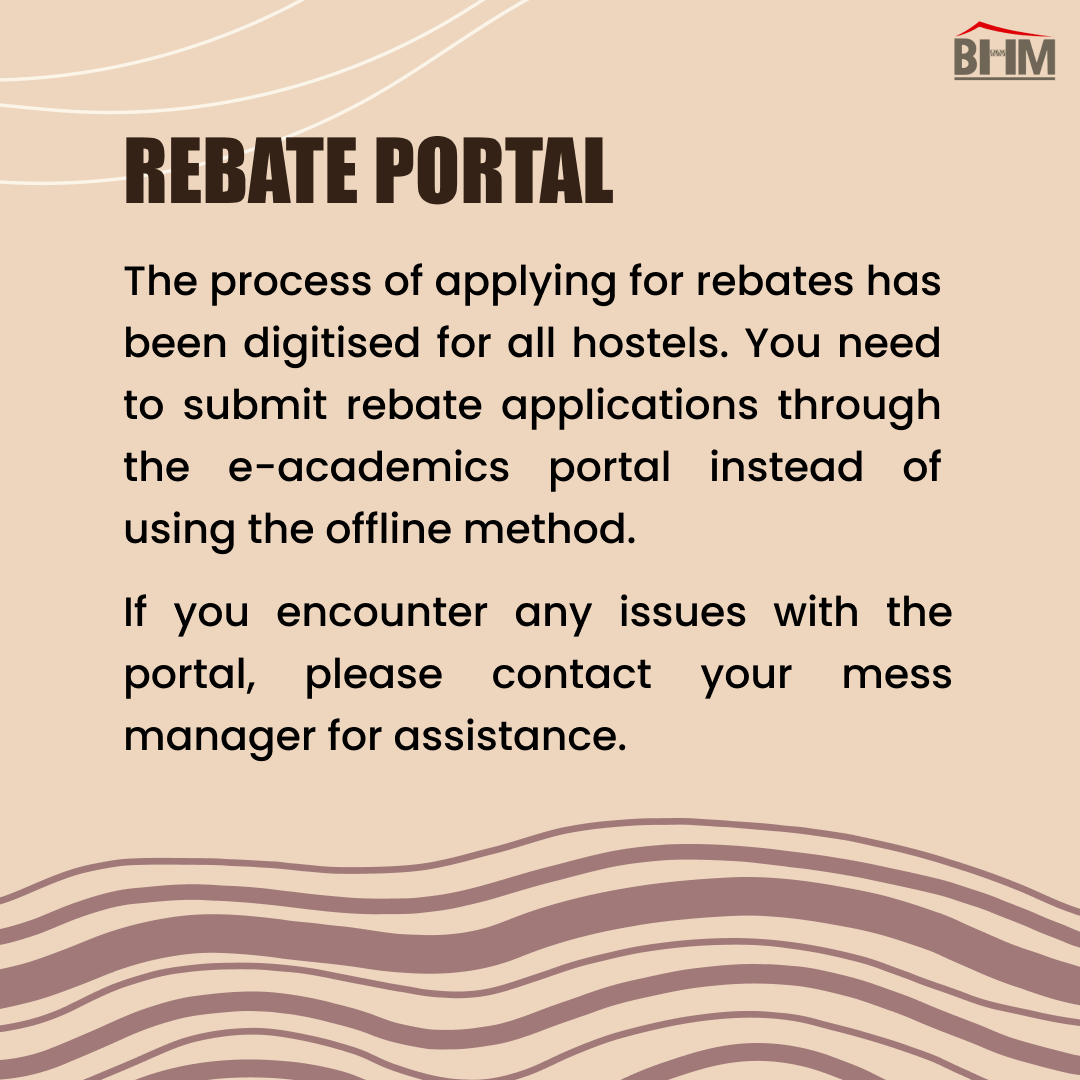 BHM
REBATE PORTAL
The process of applying for rebates has
been digitised for all hostels. You need
to submit rebate applications through
the e-academics portal instead of
using the offline method.
If you encounter any issues with the
portal, please contact your mess
manager for assistance.